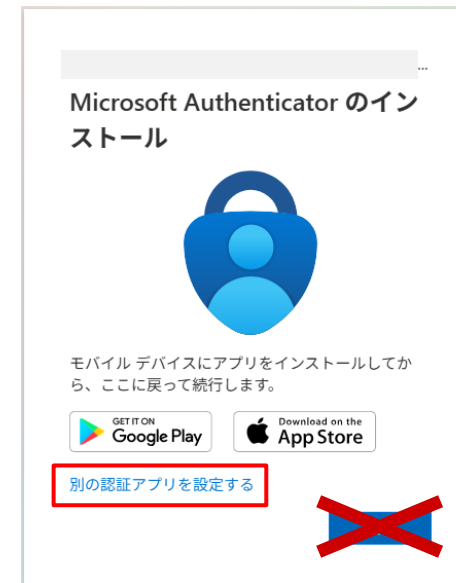 ...
Microsoft Authenticator のイン
ストール
モバイル デバイスにアプリをインストールしてか
ら、ここに戻って続行します。
GET IT ON
Google Play
Download on the
App Store
別の認証アプリを設定する